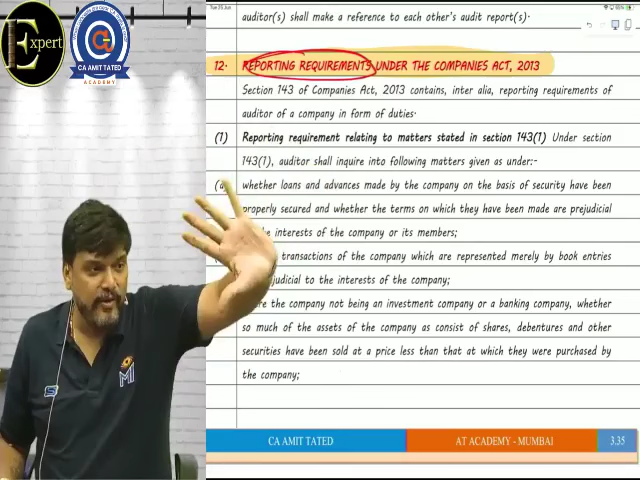 Tue 25 Jun
Expert
CA AMIT TATED
ACADEMY
auditor(s) shall make a reference to each other's audit report(s).
12. REPORTING REQUIREMENTS UNDER THE COMPANIES ACT, 2013
Section 143 of Companies Act, 2013 contains, inter alia, reporting requirements of
auditor of a company in form of duties.
(1) Reporting requirement relating to matters stated in section 143(1) Under section
143(1), auditor shall inquire into following matters given as under:-
(a) whether loans and advances made by the company on the basis of security have been
properly secured and whether the terms on which they have been made are prejudicial
the interests of the company or its members;
transactions of the company which are represented merely by book entries
judicial to the interests of the company;
the company not being an investment company or a banking company, whether
so much of the assets of the company as consist of shares, debentures and other
securities have been sold at a price less than that at which they were purchased by
the company;
MI
CA AMIT TATED
AT ACADEMY - MUMBAI
3.35